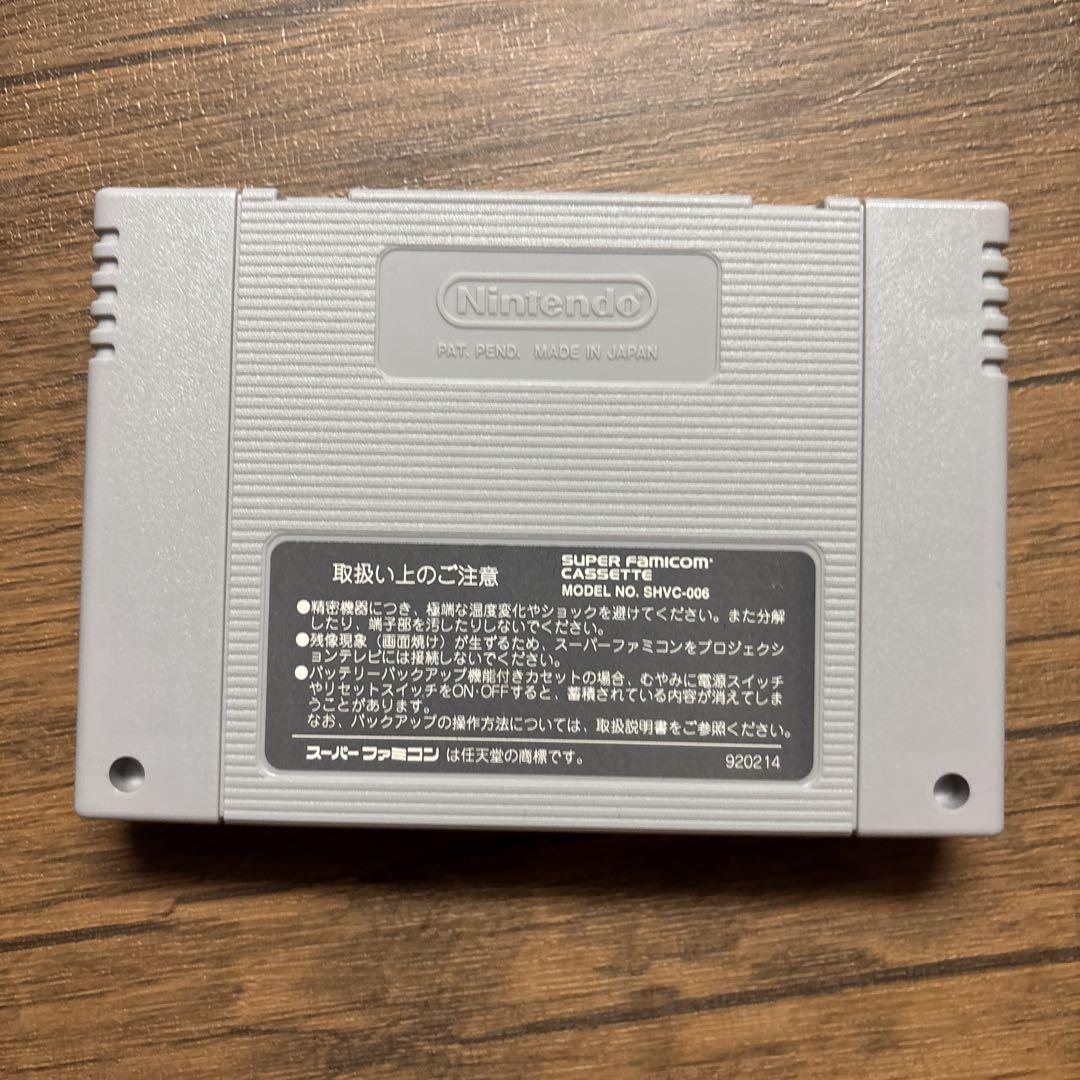 Nintendo®
PAT. PEND. MADE IN JAPAN
取扱い上のご注意
SUPER FAMICOM™
CASSETTE
MODEL NO. SHVC-006
●精密機器につき、極端な温度変化やショックを避けてください。また分解
したり、端子部を汚したりしないでください。
●残像現象（画面焼け）が生ずるため、スーパーファミコンをプロジェクシ
ョンテレビには接続しないでください。
●バッテリーバックアップ機能付きカセットの場合、むやみに電源スイッチ
やリセットスイッチをON・OFFすると、蓄積されている内容が消えてしま
うことがあります。
なお、バックアップの操作方法については、取扱説明書をご参照ください。
スーパーファミコン は任天堂の商標です。
920214